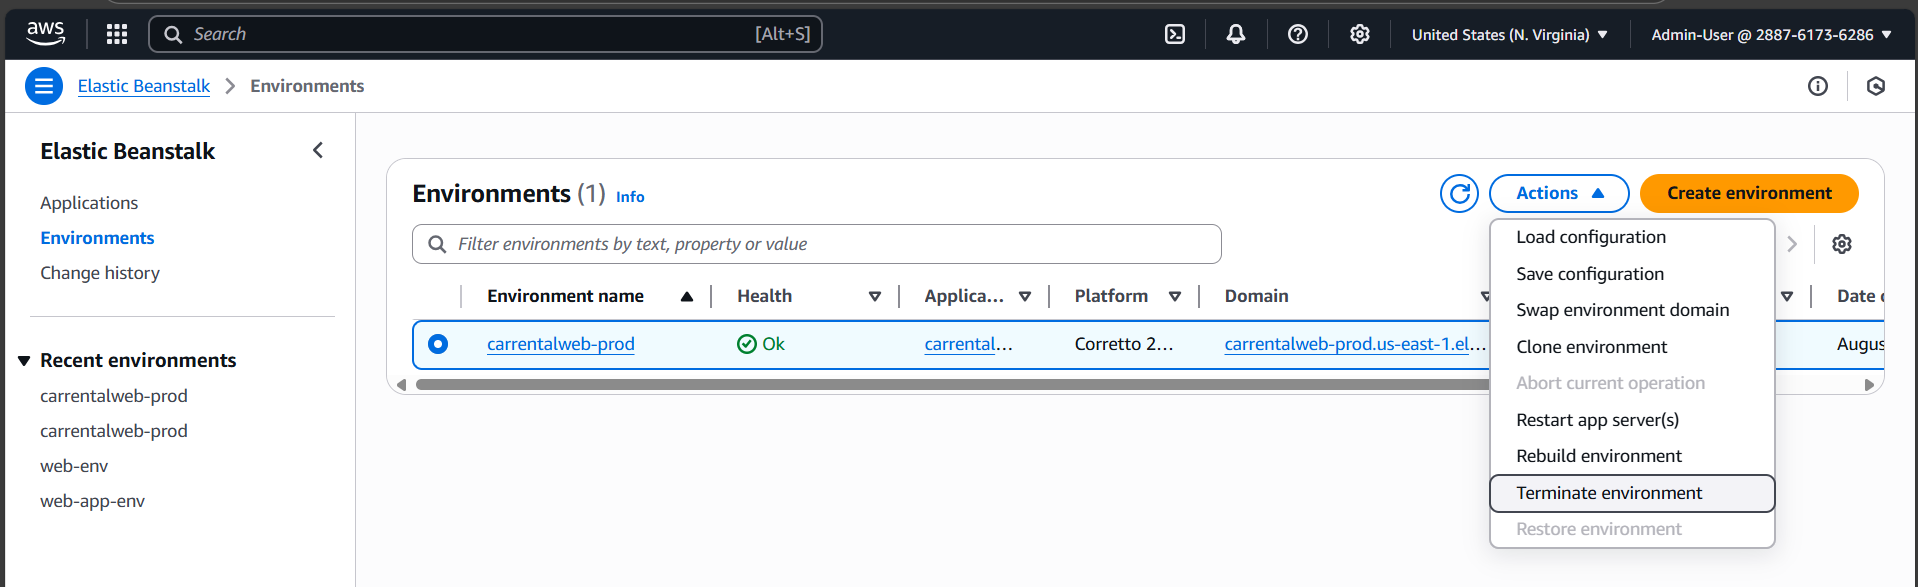 aws
Search [Alt+S]
United States (N. Virginia)
Admin-User @ 2887-6173-6286
Elastic Beanstalk > Environments
Elastic Beanstalk
Applications
Environments
Change history
Recent environments
carrentalweb-prod
carrentalweb-prod
web-env
web-app-env
Environments (1) Info
Actions
Create environment
Filter environments by text, property or value
Environment name Health Applica... Platform Domain Date
carrentalweb-prod Ok carrental... Corretto 2... carrentalweb-prod.us-east-1.el... Augus
Load configuration
Save configuration
Swap environment domain
Clone environment
Abort current operation
Restart app server(s)
Rebuild environment
Terminate environment
Restore environment